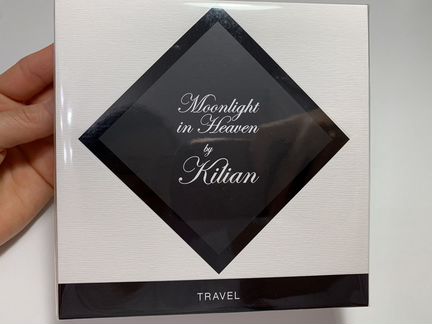 Moonlight
in Heaven
by
Kilian
TRAVEL